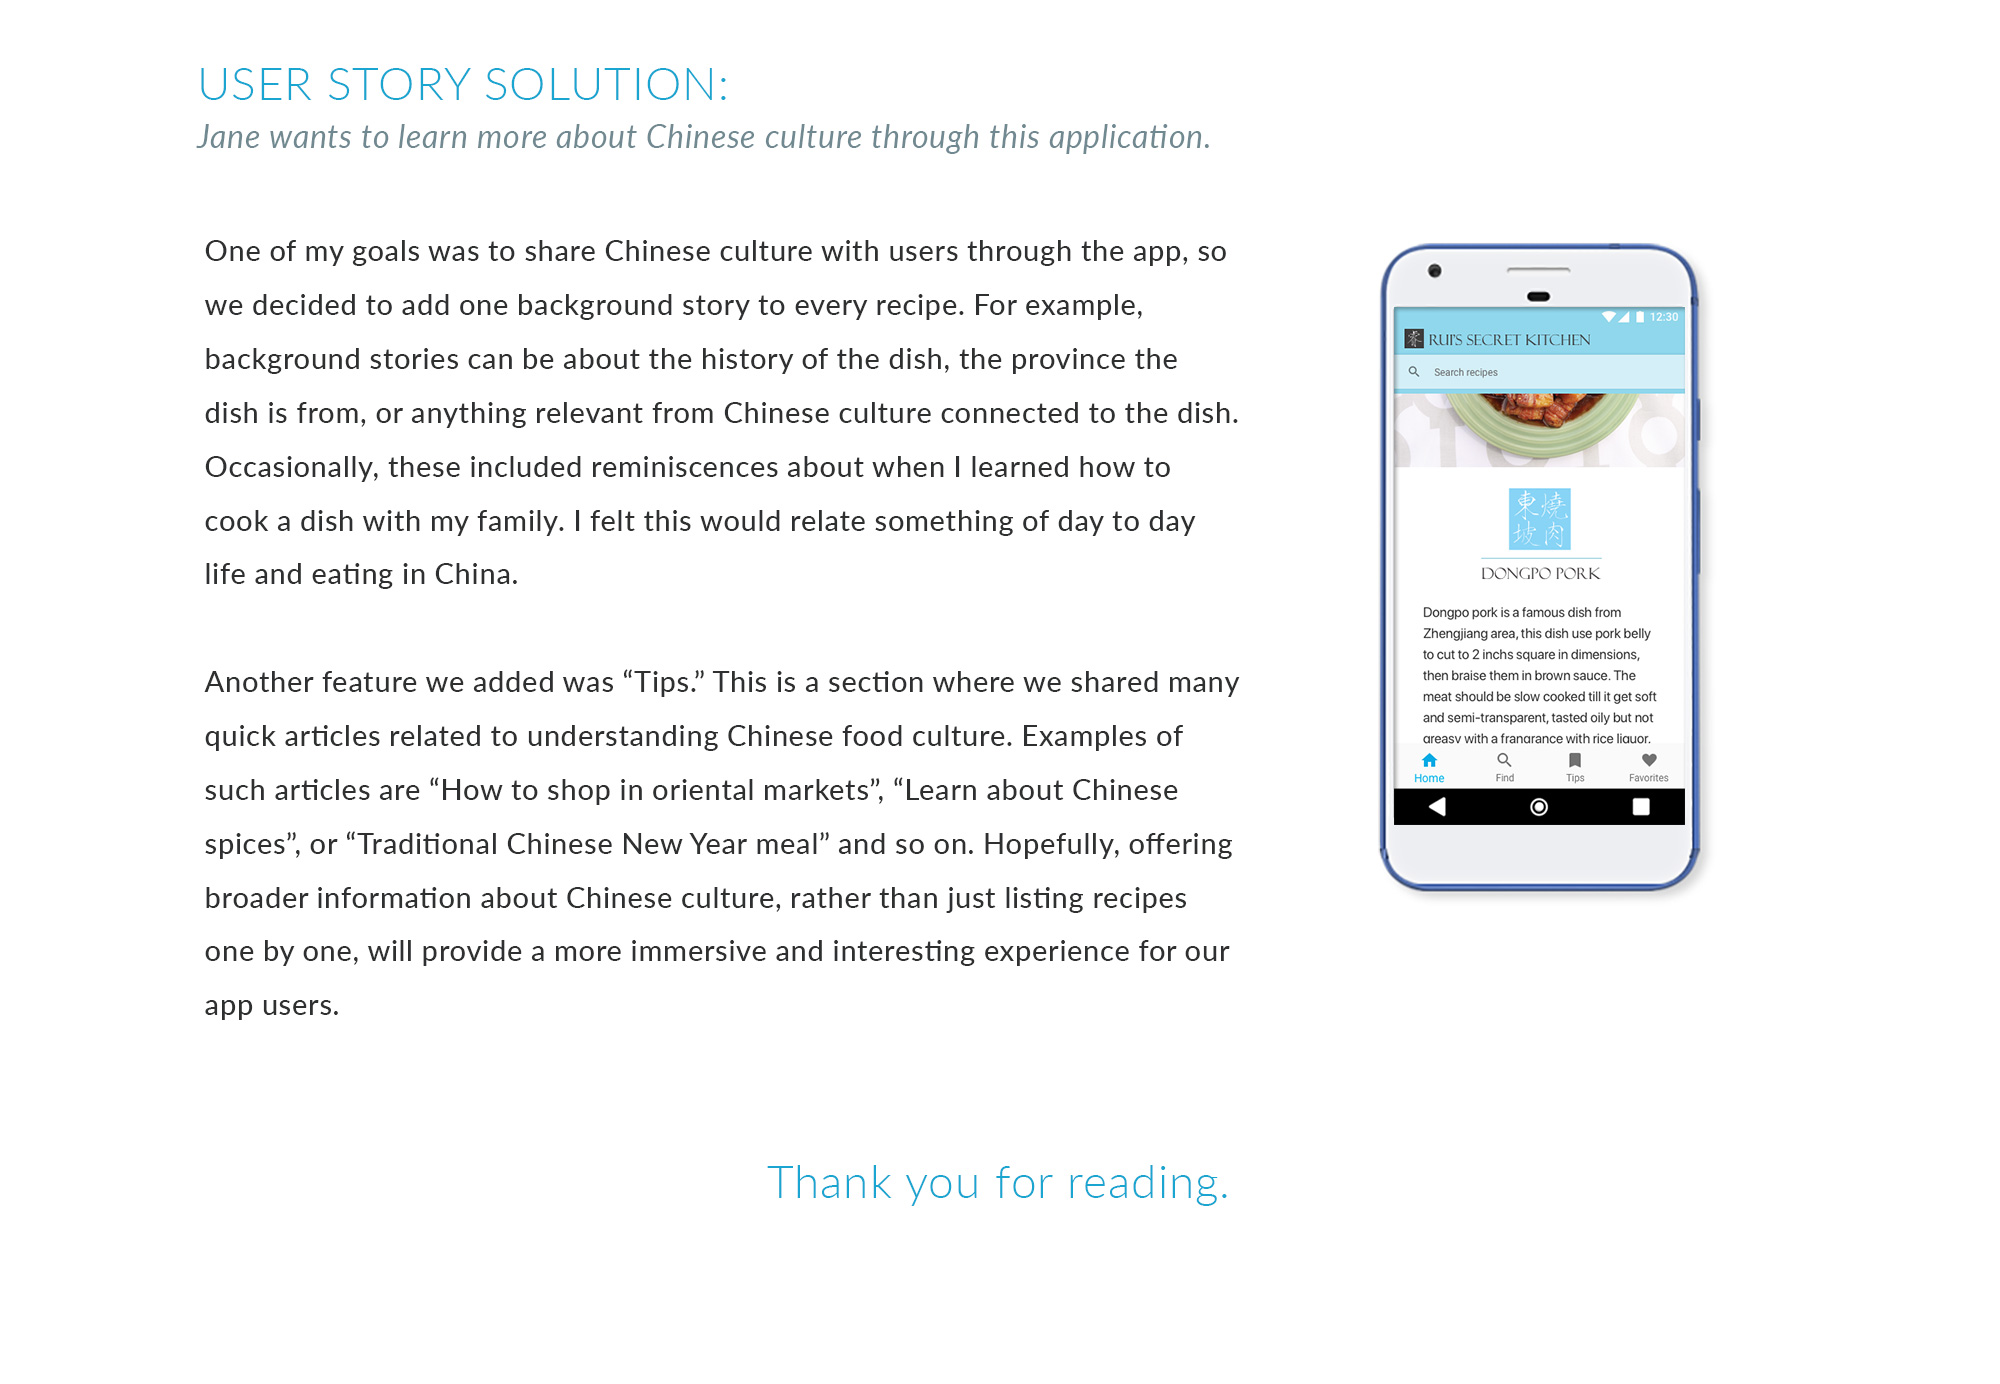 USER STORY SOLUTION:
Jane wants to learn more about Chinese culture through this application.
One of my goals was to share Chinese culture with users through the app, so
we decided to add one background story to every recipe. For example,
background stories can be about the history of the dish, the province the
dish is from, or anything relevant from Chinese culture connected to the dish.
Occasionally, these included reminiscences about when I learned how to
cook a dish with my family. I felt this would relate something of day to day
life and eating in China.
Another feature we added was “Tips.” This is a section where we shared many
quick articles related to understanding Chinese food culture. Examples of
such articles are “How to shop in oriental markets”, “Learn about Chinese
spices”, or “Traditional Chinese New Year meal” and so on. Hopefully, offering
broader information about Chinese culture, rather than just listing recipes
one by one, will provide a more immersive and interesting experience for our
app users.
12:30
RUI'S SECRET KITCHEN
Search recipes
東燒
坡肉
DONGPO PORK
Dongpo pork is a famous dish from
Zhengjiang area, this dish use pork belly
to cut to 2 inchs square in dimensions,
then braise them in brown sauce. The
meat should be slow cooked till it get soft
and semi-transparent, tasted oily but not
greasy with a frangrance with rice liquor.
Home
Find
Tips
Favorites
Thank you for reading.